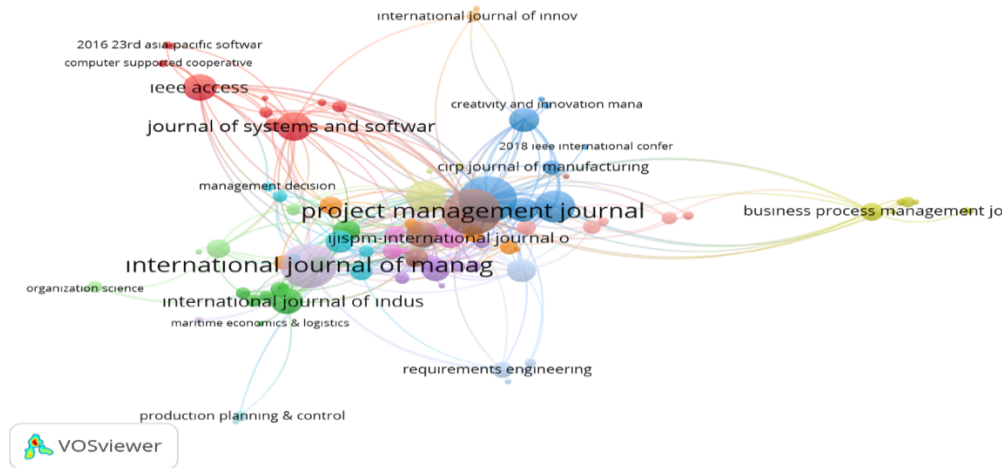 international journal of innov
2016 23rd asia-pacific softwar
computer supported cooperative
ieee access
creativity and innovation mana
journal of systems and softwar
2018 ieee international confer
cirp journal of manufacturing
management decision
project management journal
business process management jo
ijispm-international journal o
international journal of manag
organization science
international journal of indus
maritime economics & logistics
requirements engineering
production planning & control
VOSviewer